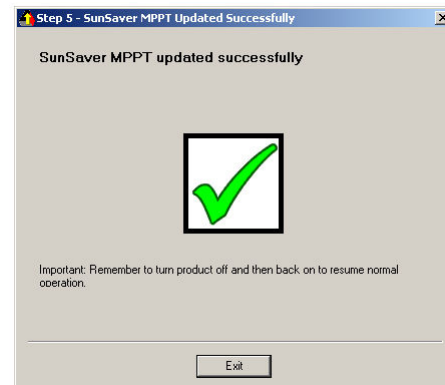 Step 5 - SunSaver MPPT Updated Successfully
SunSaver MPPT updated successfully
Important: Remember to turn product off and then back on to resume normal
operation.
Exit